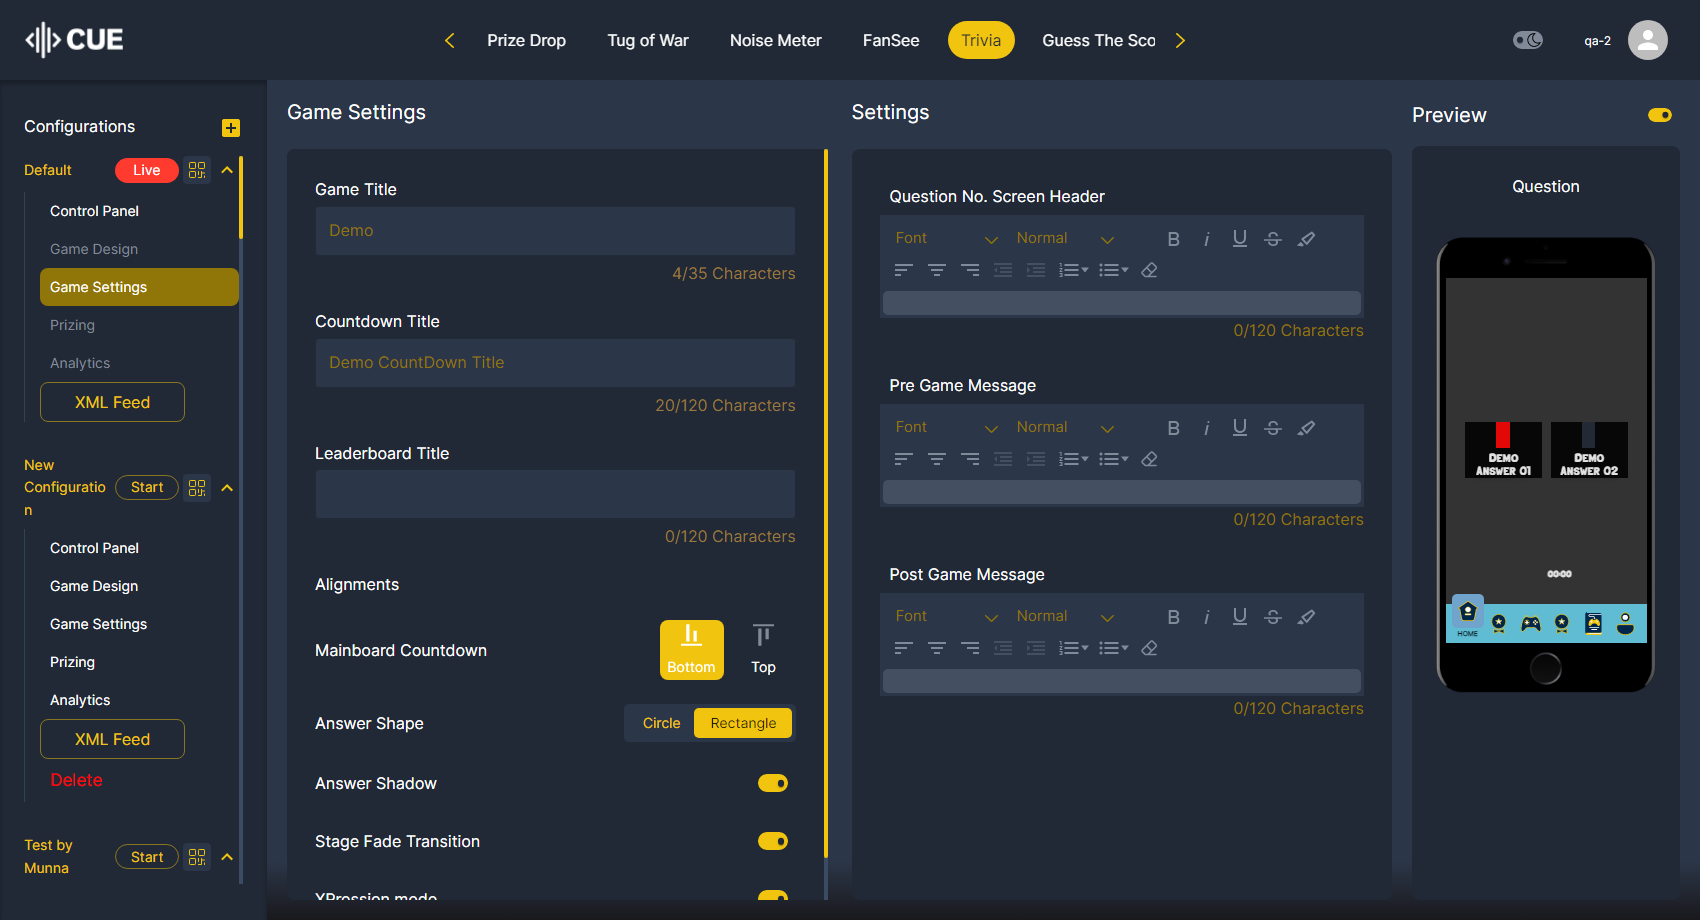 CUE
Prize Drop
Tug of War
Noise Meter
FanSee
Trivia
Guess The Sco
qa-2
Configurations
Default
Live
Control Panel
Game Design
Game Settings
Prizing
Analytics
XML Feed
New
Configuratio
n
Start
Control Panel
Game Design
Game Settings
Prizing
Analytics
XML Feed
Delete
Test by
Munna
Start
Game Settings
Game Title
Demo
4/35 Characters
Countdown Title
Demo CountDown Title
20/120 Characters
Leaderboard Title
0/120 Characters
Alignments
Mainboard Countdown
Bottom
Top
Answer Shape
Circle
Rectangle
Answer Shadow
Stage Fade Transition
XPression mode
Settings
Question No. Screen Header
Font
Normal
0/120 Characters
Pre Game Message
Font
Normal
0/120 Characters
Post Game Message
Font
Normal
0/120 Characters
Preview
Question
DEMO
ANSWER 01
DEMO
ANSWER 02
00:00
HOME